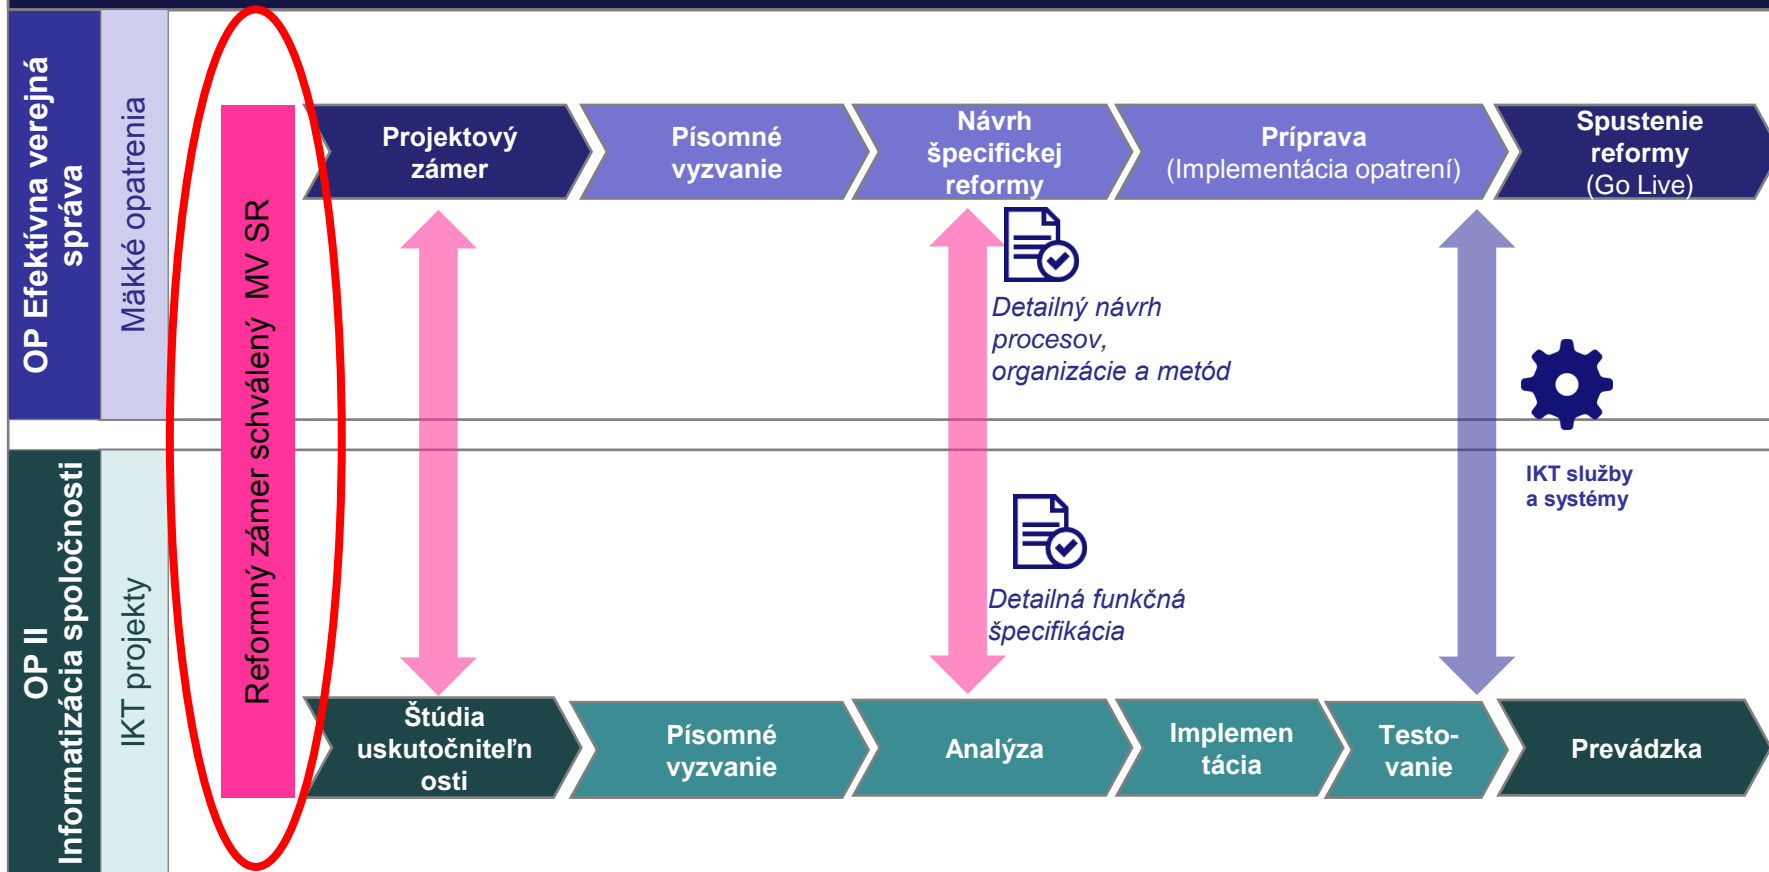 OP Efektívna verejná
správa
Mäkké opatrenia
Reformný zámer schválený  MV SR
Projektový
zámer
Písomné
vyzvanie
Návrh
špecifickej
reformy
Príprava
(Implementácia opatrení)
Spustenie
reformy
(Go Live)
Detailný návrh
procesov,
organizácie a metód
IKT služby
a systémy
OP II
Informatizácia spoločnosti
IKT projekty
Detailná funkčná
špecifikácia
Štúdia
uskutočniteľn
osti
Písomné
vyzvanie
Analýza
Implemen
tácia
Testo-
vanie
Prevádzka